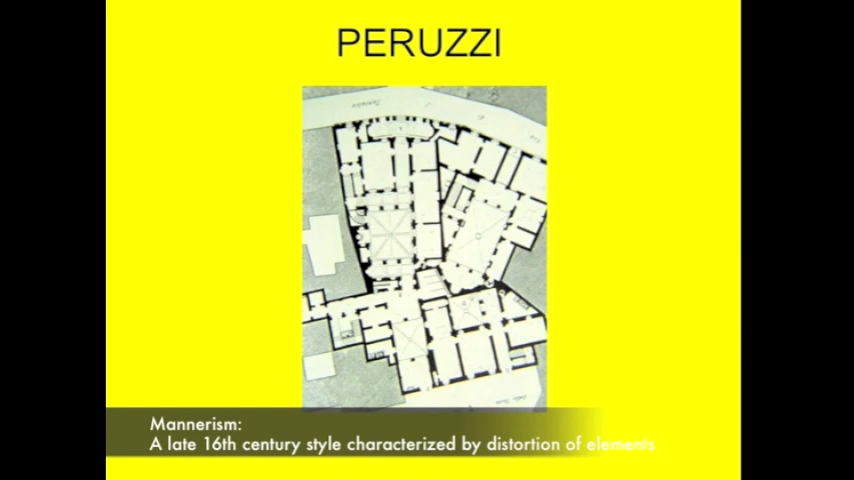 PERUZZI
Mannerism:
A late 16th century style characterized by distortion of elements